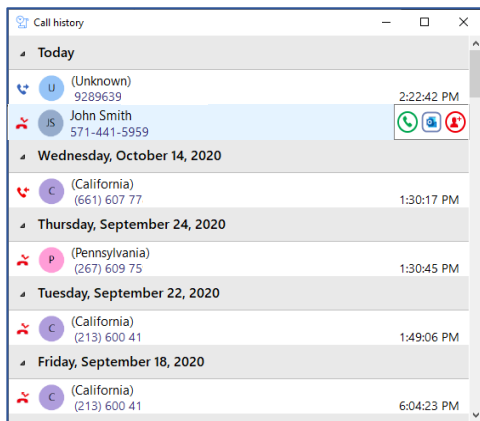 Call history
Today
U
(Unknown)
9289639
2:22:42 PM
JS
John Smith
571-441-5959
Wednesday, October 14, 2020
C
(California)
(661) 607 77
1:30:17 PM
Thursday, September 24, 2020
P
(Pennsylvania)
(267) 609 75
1:30:45 PM
Tuesday, September 22, 2020
C
(California)
(213) 600 41
1:49:06 PM
Friday, September 18, 2020
C
(California)
(213) 600 41
6:04:23 PM